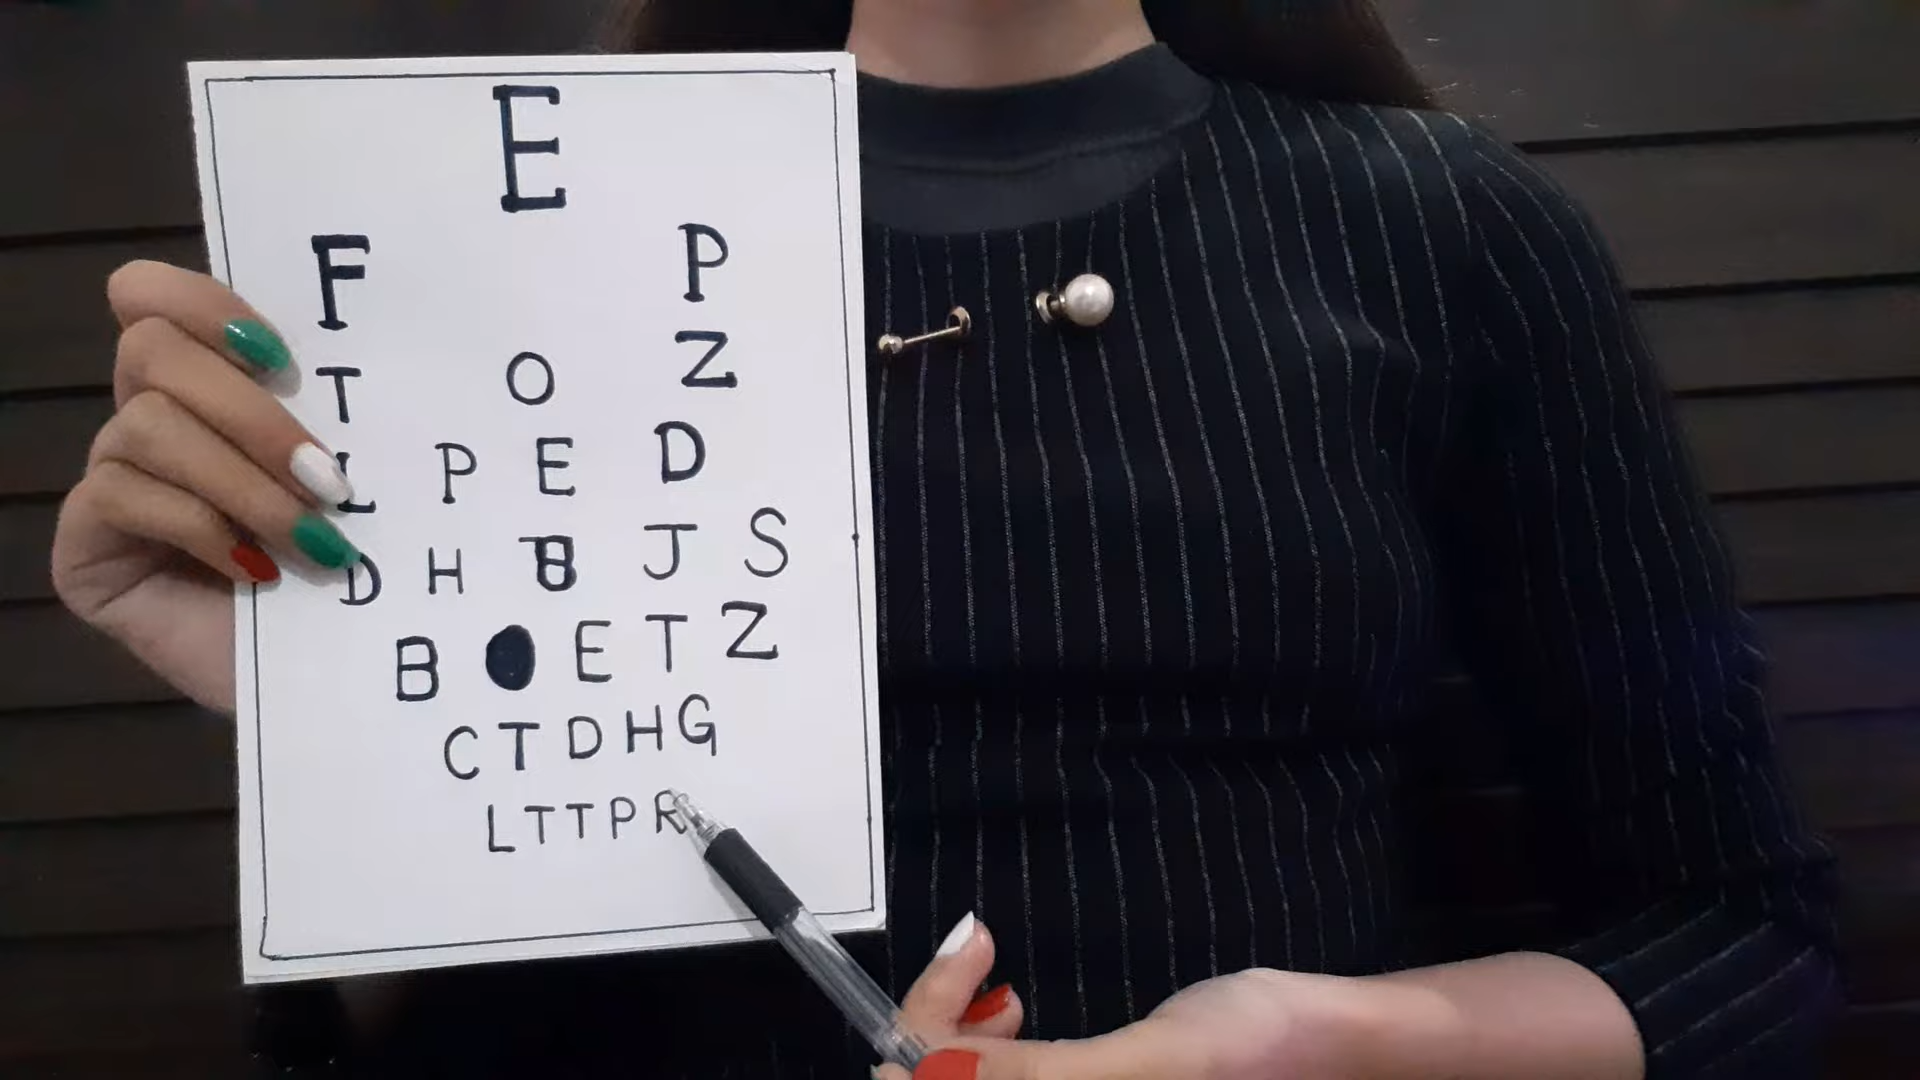 E
F P
T O Z
L P E D
D H B J S
B E T Z
C T D H G
L T T P R